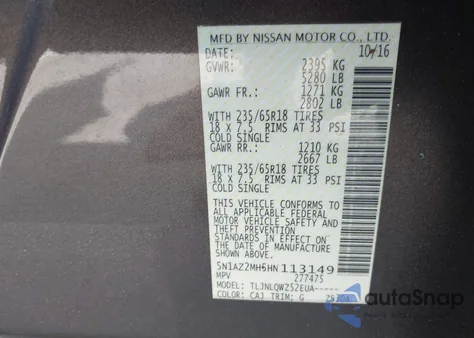 MFD BY NISSAN MOTOR CO., LTD.
DATE: 10/16
GVWR: 2395 KG
5280 LB
GAWR FR.: 1271 KG
2802 LB
WITH 235/65R18 TIRES
18 X 7.5 RIMS AT 33 PSI
COLD SINGLE
GAWR RR.: 1210 KG
2667 LB
WITH 235/65R18 TIRES
18 X 7.5 RIMS AT 33 PSI
COLD SINGLE
THIS VEHICLE CONFORMS TO ALL
APPLICABLE FEDERAL MOTOR
VEHICLE SAFETY, BUMPER AND
THEFT PREVENTION
STANDARDS IN EFFECT ON THE
DATE OF MANUFACTURE
SHOWN ABOVE.
5N1AZ2MH5HN113149
MPV 277475
MODEL: TLJNLQWZ52EUA-----
COLOR: CAJ TRIM: G
autoSnap